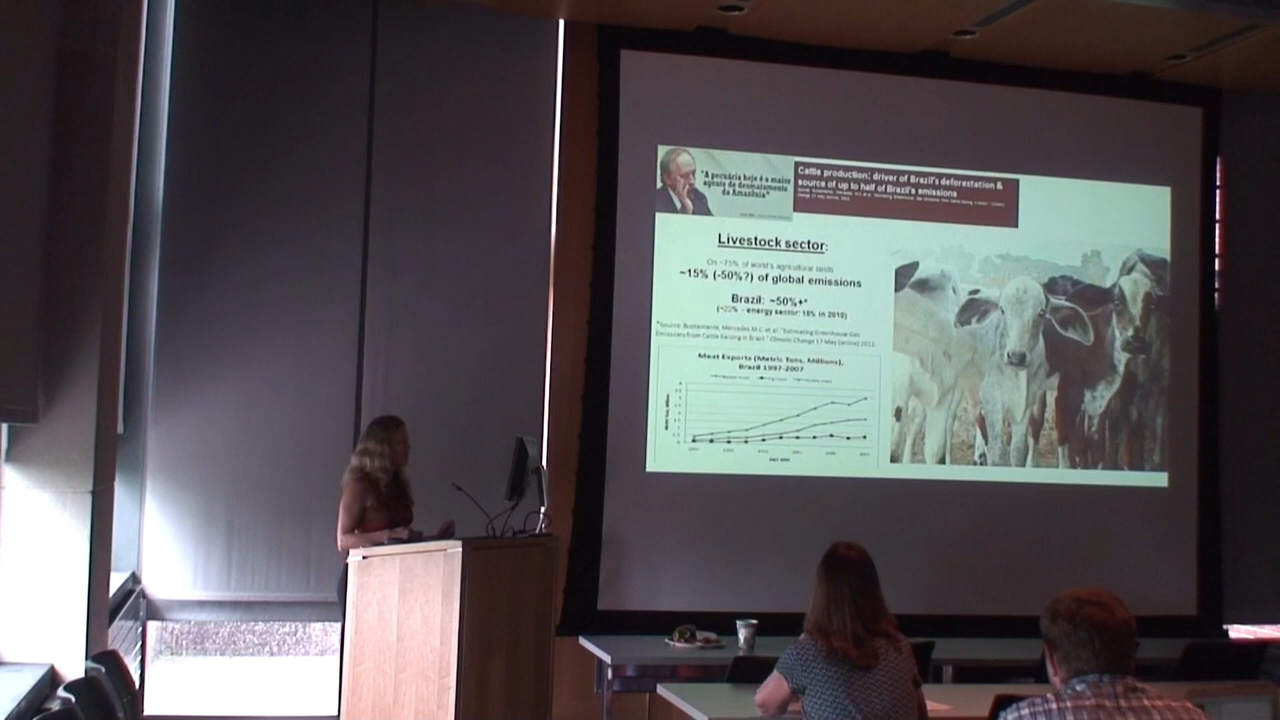 "A pecuária hoje é o maior
agente de desmatamento
da Amazônia"
Cattle production: driver of Brazil's deforestation &
source of up to half of Brazil's emissions
Livestock sector:
On ~75% of world's agricultural lands
~15% (-50%?) of global emissions
Brazil: ~50%+*
(~22% - energy sector: 18% in 2010)
*Source: Bustamante, Mercedes M.C. et al. "Estimating Greenhouse Gas
Emissions from Cattle Raising in Brazil." Climatic Change 17 May (online) 2012
Meat Exports (Metric Tons, Millions),
Brazil 1997-2007